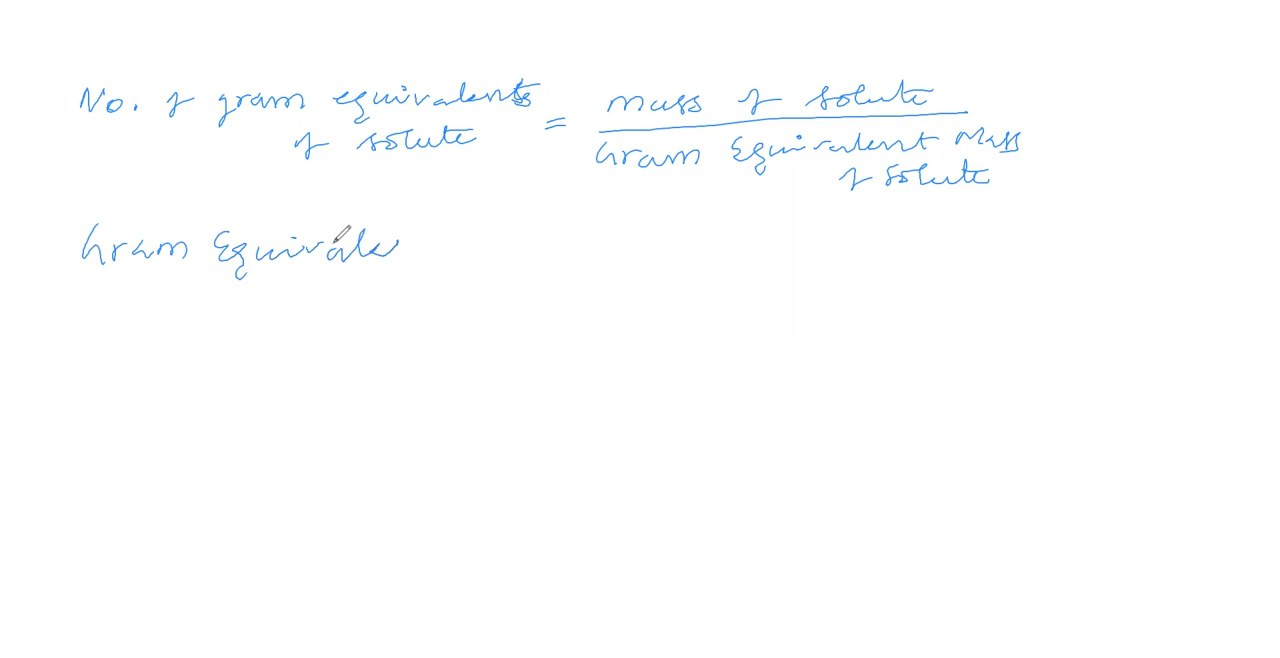 No. of gram equivalents
of solute
=
mass of solute
Gram Equivalent Mass
of solute
Gram Equivale